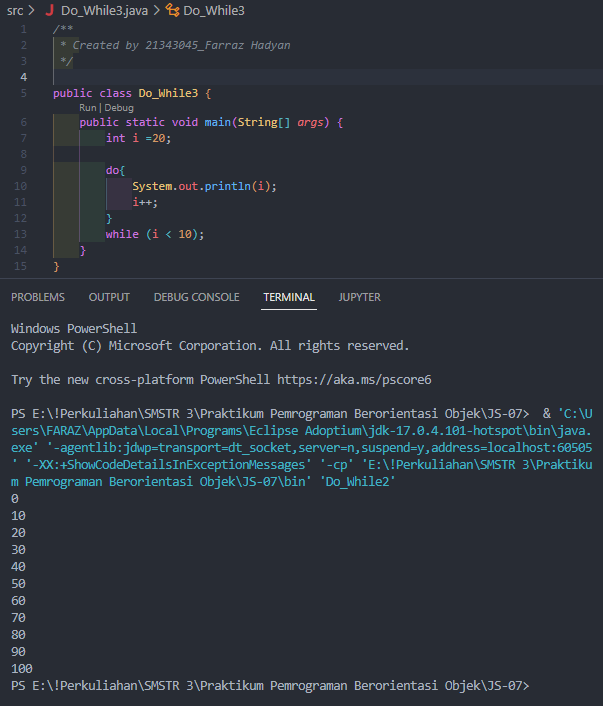 src > Do_While3.java > Do_While3
1 /**
2  * Created by 21343045_Farraz Hadyan
3  */
4
5 public class Do_While3 {
Run | Debug
6     public static void main(String[] args) {
7         int i =20;
8
9         do{
10             System.out.println(i);
11             i++;
12         }
13         while (i < 10);
14     }
15 }
PROBLEMS OUTPUT DEBUG CONSOLE TERMINAL JUPYTER
Windows PowerShell
Copyright (C) Microsoft Corporation. All rights reserved.
Try the new cross-platform PowerShell https://aka.ms/pscore6
PS E:\!Perkuliahan\SMSTR 3\Praktikum Pemrograman Berorientasi Objek\JS-07>  & 'C:\U
sers\FARAZ\AppData\Local\Programs\Eclipse Adoptium\jdk-17.0.4.101-hotspot\bin\java.
exe' '-agentlib:jdwp=transport=dt_socket,server=n,suspend=y,address=localhost:60505
' '-XX:+ShowCodeDetailsInExceptionMessages' '-cp' 'E:\!Perkuliahan\SMSTR 3\Praktiku
m Pemrograman Berorientasi Objek\JS-07\bin' 'Do_While2'
0
10
20
30
40
50
60
70
80
90
100
PS E:\!Perkuliahan\SMSTR 3\Praktikum Pemrograman Berorientasi Objek\JS-07>